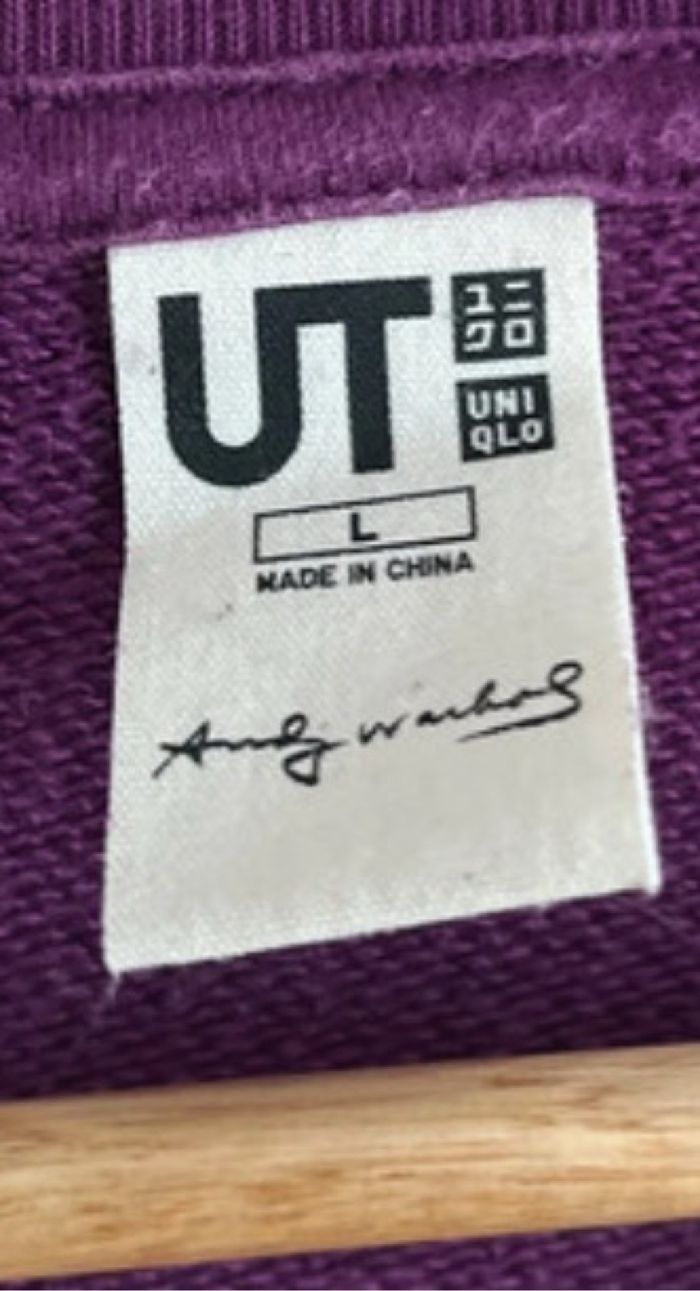 UT
ユニ
クロ
UNI
QLO
L
MADE IN CHINA
Andy Warhol